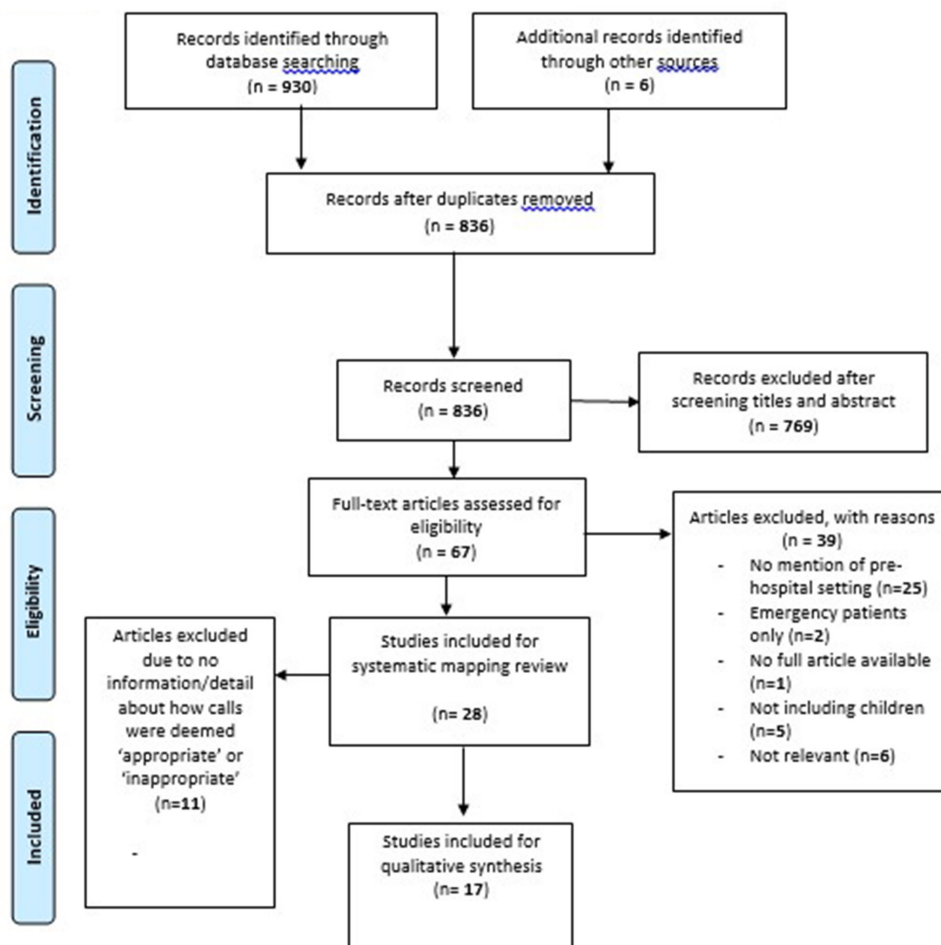 Records identified through
database searching
(n = 930)
Additional records identified
through other sources
(n = 6)
Identification
Records after duplicates removed
(n = 836)
Screening
Records screened
(n = 836)
Records excluded after
screening titles and abstract
(n = 769)
Eligibility
Full-text articles assessed for
eligibility
(n = 67)
Articles excluded, with reasons
(n = 39)
- No mention of pre-
hospital setting (n=25)
- Emergency patients
only (n=2)
- No full article available
(n=1)
- Not including children
(n=5)
- Not relevant (n=6)
Studies included for
systematic mapping review
(n= 28)
Articles excluded
due to no
information/detail
about how calls
were deemed
‘appropriate’ or
‘inappropriate’
(n=11)
-
Included
Studies included for
qualitative synthesis
(n= 17)